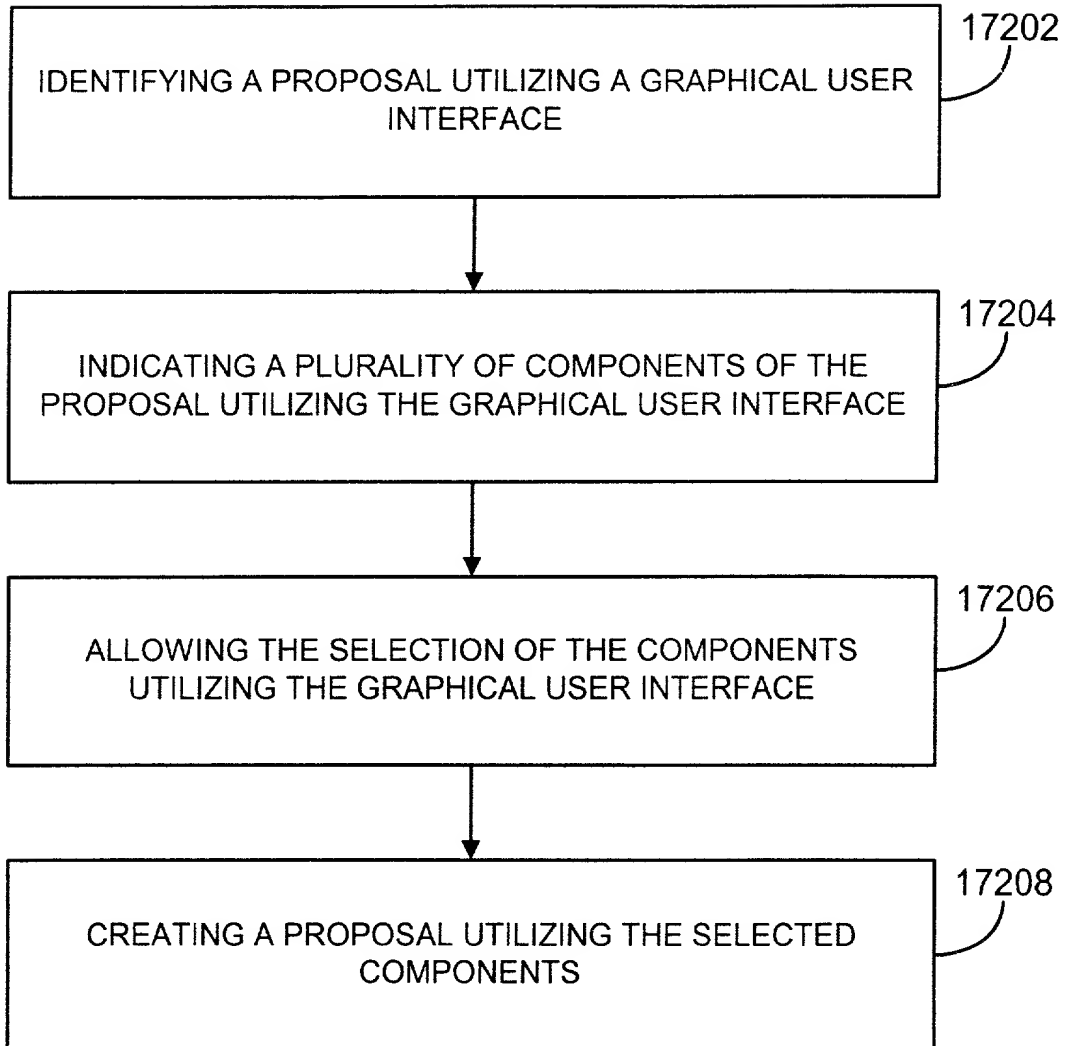 17202
IDENTIFYING A PROPOSAL UTILIZING A GRAPHICAL USER
INTERFACE
17204
INDICATING A PLURALITY OF COMPONENTS OF THE
PROPOSAL UTILIZING THE GRAPHICAL USER INTERFACE
17206
ALLOWING THE SELECTION OF THE COMPONENTS
UTILIZING THE GRAPHICAL USER INTERFACE
17208
CREATING A PROPOSAL UTILIZING THE SELECTED
COMPONENTS